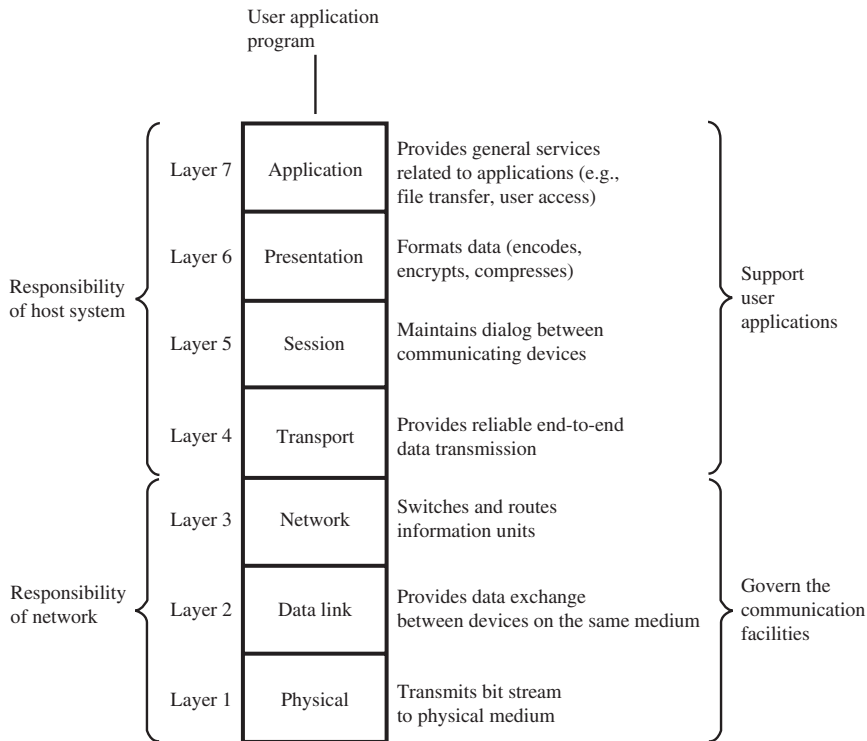 User application
program
Layer 7
Application
Provides general services
related to applications (e.g.,
file transfer, user access)
Layer 6
Presentation
Formats data (encodes,
encrypts, compresses)
Responsibility
of host system
Support
user
applications
Layer 5
Session
Maintains dialog between
communicating devices
Layer 4
Transport
Provides reliable end-to-end
data transmission
Layer 3
Network
Switches and routes
information units
Responsibility
of network
Layer 2
Data link
Provides data exchange
between devices on the same medium
Govern the
communication
facilities
Layer 1
Physical
Transmits bit stream
to physical medium